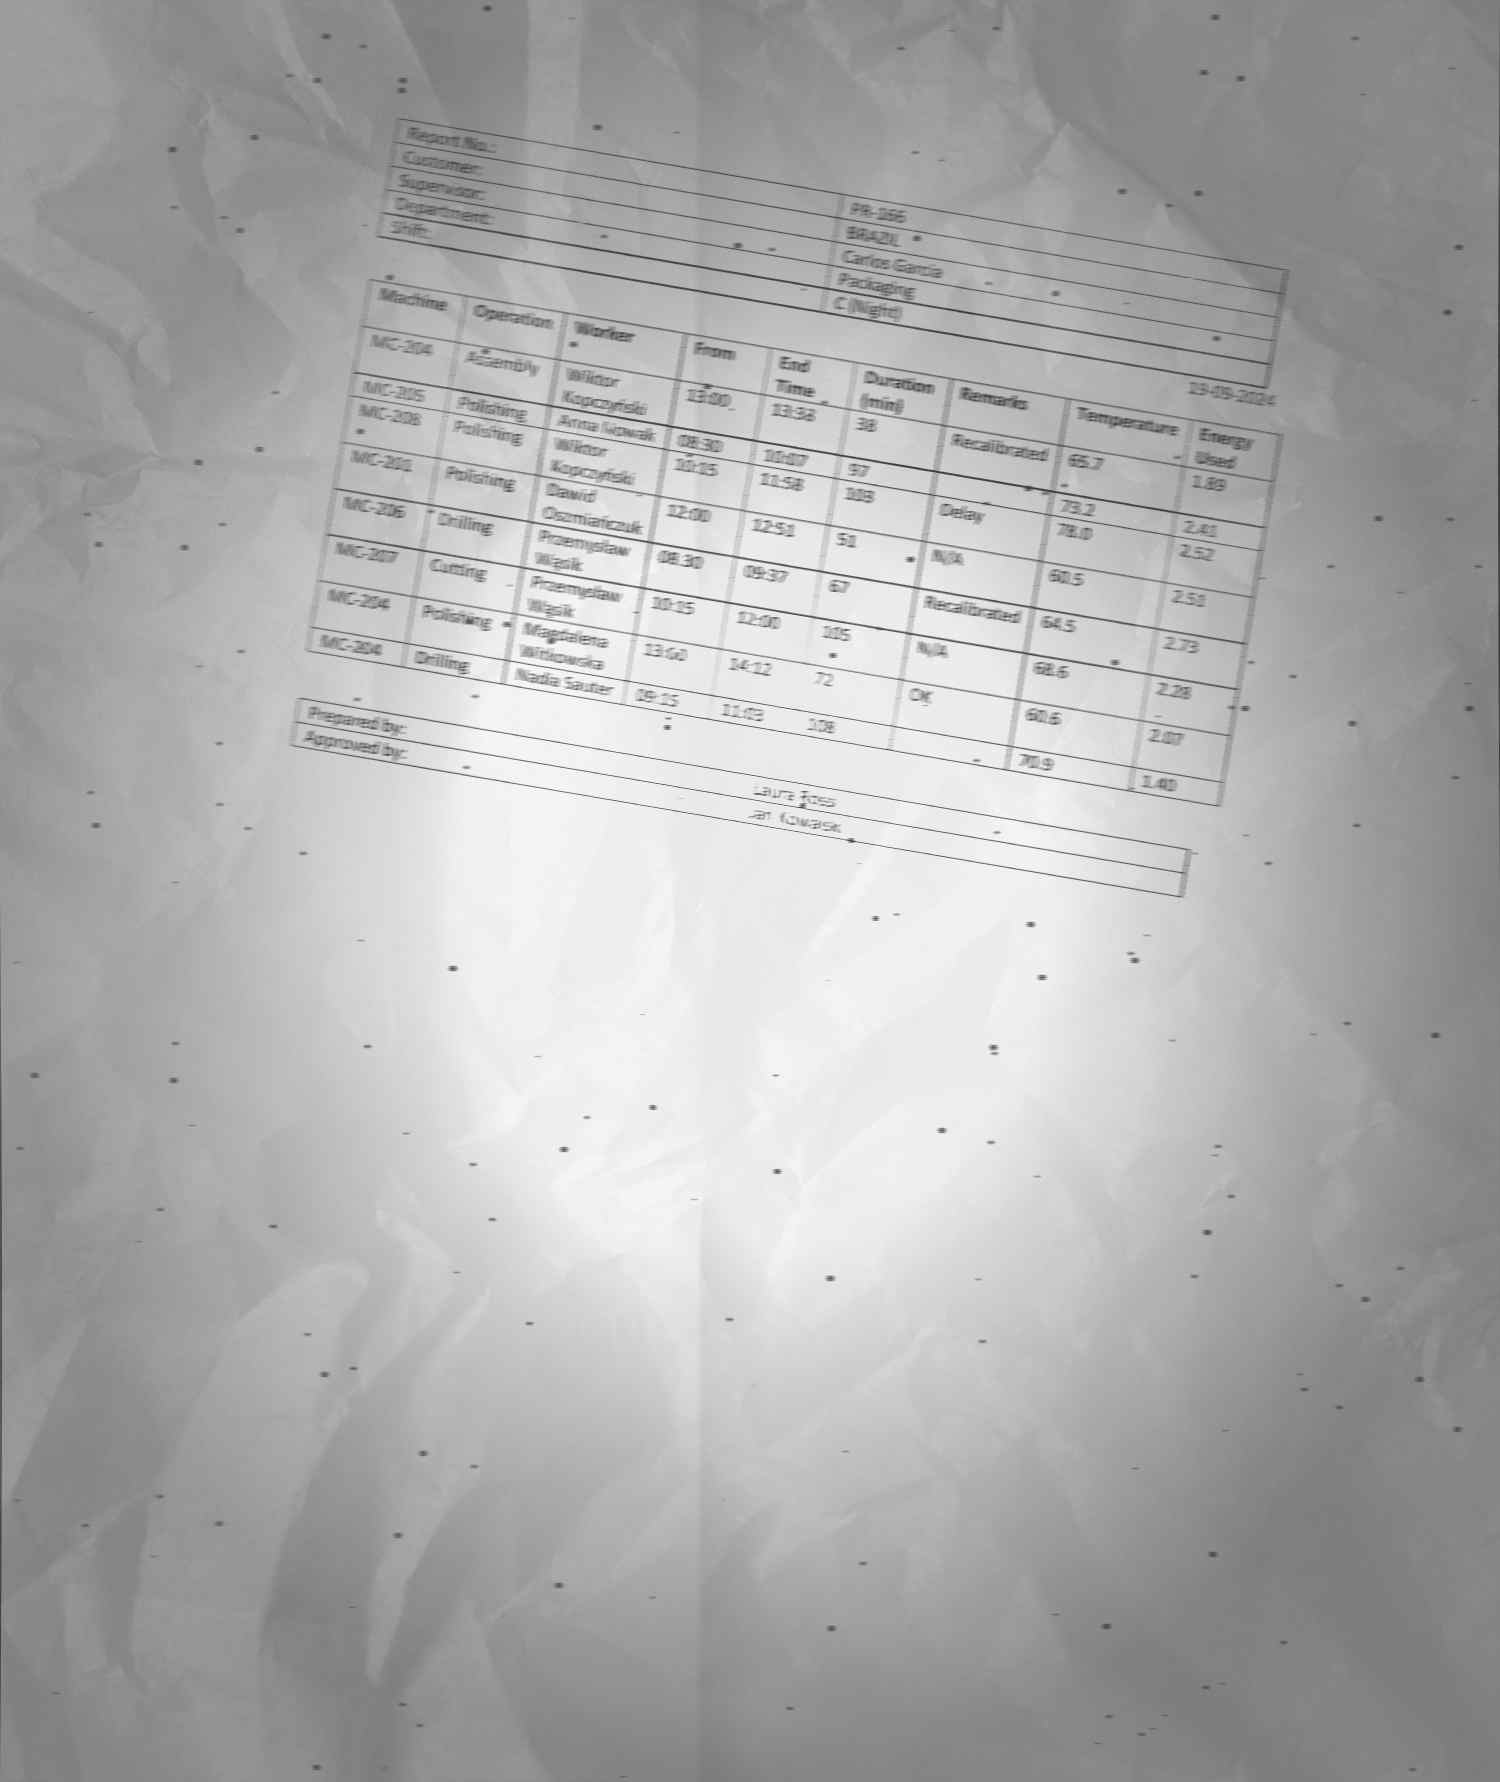 Report No.: PR-166
Customer: BRAZIL
Supervisor: Carlos Garcia
Department: Packaging
Shift: C (Night)
19-09-2024
Machine Operation Worker From End Time Duration (min) Remarks Temperature Energy Used
MC-204 Assembly Wiktor Kopczyński 13:00 13:38 38 Recalibrated 65.7 1.89
MC-205 Polishing Anna Nowak 08:30 10:07 97 73.2 2.41
MC-208 Polishing Wiktor Kopczyński 10:15 11:58 103 Delay 78.0 2.52
MC-201 Polishing Dawid Oszmiańczuk 12:00 12:51 51 N/A 60.5 2.51
MC-206 Drilling Przemysław Wąsik 08:30 09:37 67 Recalibrated 64.5 2.73
MC-207 Cutting Przemysław Wąsik 10:15 12:00 105 N/A 68.6 2.28
MC-204 Polishing Magdalena Witkowska 13:00 14:12 72 OK 60.6 2.07
MC-204 Drilling Nadia Sauter 09:15 11:03 108 70.9 1.40
Prepared by: Laura Ross
Approved by: Jan Kowalski